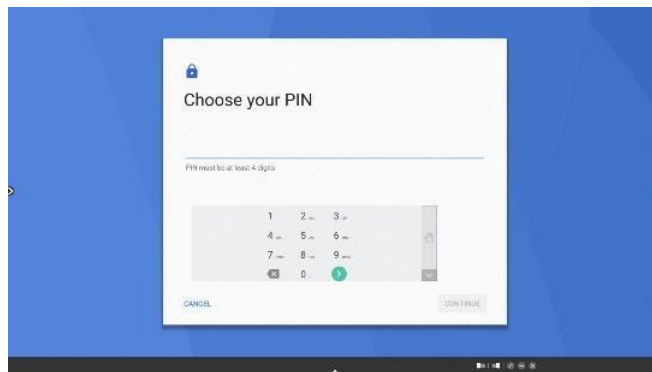 Choose your PIN
PIN must be at least 4 digits
1 2 3
4 5 6
7 8 9
0
CANCEL
CONTINUE